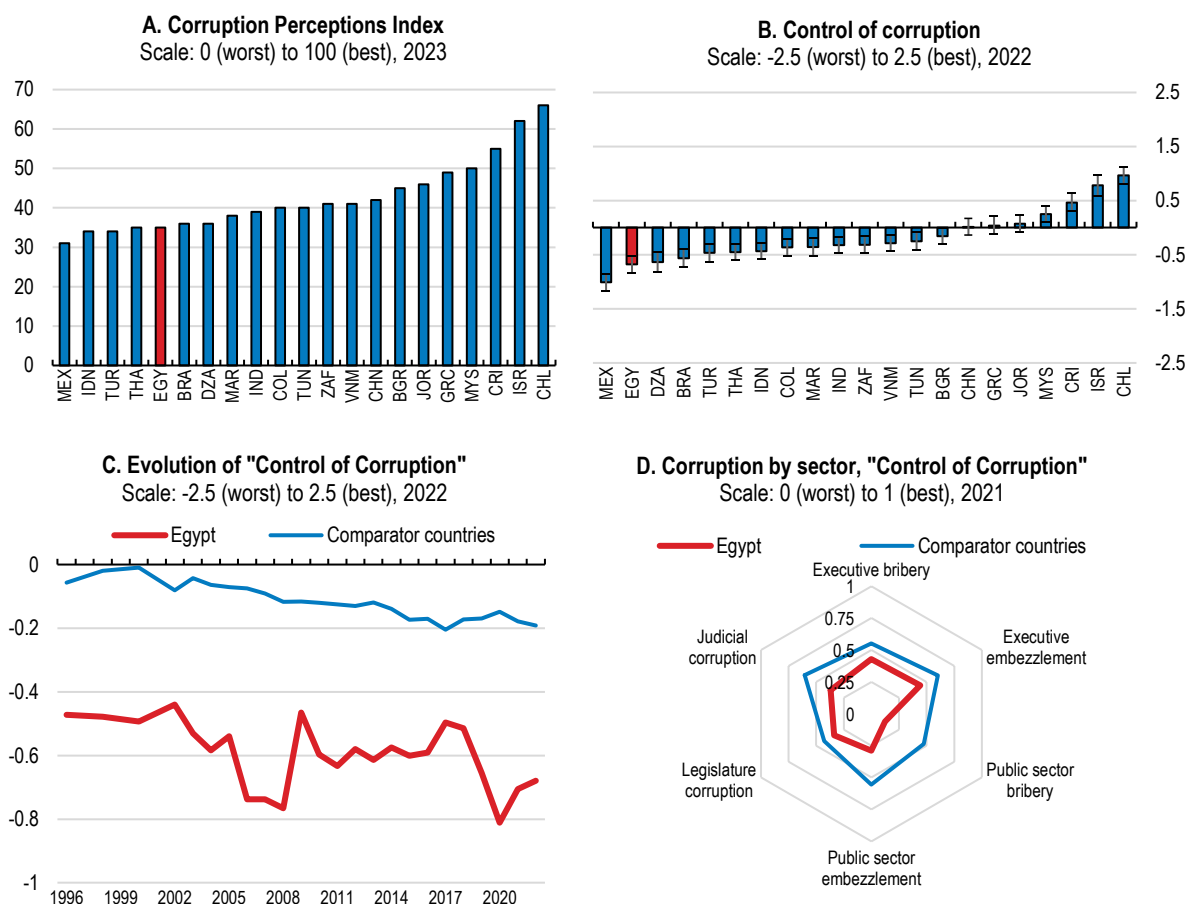 A. Corruption Perceptions Index
Scale: 0 (worst) to 100 (best), 2023
70
60
50
40
30
20
10
0
MEX
IDN
TUR
THA
EGY
BRA
DZA
MAR
IND
COL
TUN
ZAF
VNM
CHN
BGR
JOR
GRC
MYS
CRI
ISR
CHL
B. Control of corruption
Scale: -2.5 (worst) to 2.5 (best), 2022
2.5
1.5
0.5
-0.5
-1.5
-2.5
MEX
EGY
DZA
BRA
TUR
THA
IDN
COL
MAR
IND
ZAF
VNM
TUN
BGR
CHN
GRC
JOR
MYS
CRI
ISR
CHL
C. Evolution of "Control of Corruption"
Scale: -2.5 (worst) to 2.5 (best), 2022
Egypt
Comparator countries
0
-0.2
-0.4
-0.6
-0.8
-1
1996 1999 2002 2005 2008 2011 2014 2017 2020
D. Corruption by sector, "Control of Corruption"
Scale: 0 (worst) to 1 (best), 2021
Egypt
Comparator countries
Executive bribery
1
0.75
0.5
0.25
0
Executive
embezzlement
Public sector
bribery
Public sector
embezzlement
Legislature
corruption
Judicial
corruption